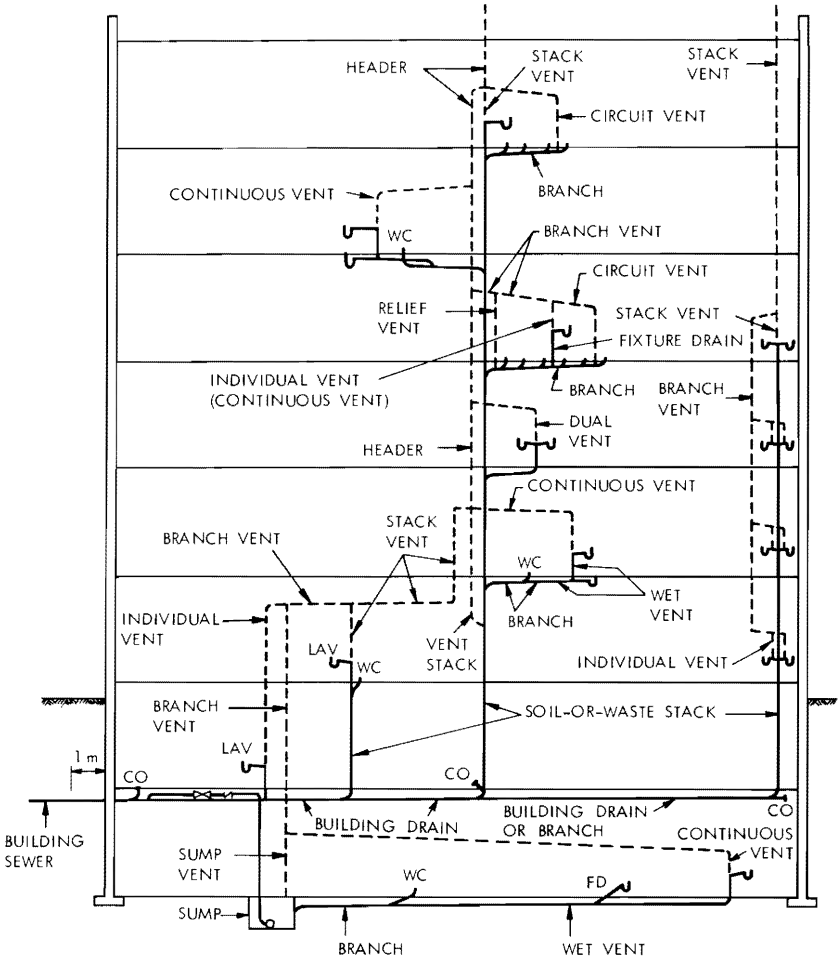 HEADER
STACK
VENT
STACK
VENT
CIRCUIT VENT
BRANCH
CONTINUOUS VENT
WC
BRANCH VENT
CIRCUIT VENT
RELIEF
VENT
STACK VENT
FIXTURE DRAIN
INDIVIDUAL VENT
(CONTINUOUS VENT)
BRANCH
BRANCH
VENT
DUAL
VENT
HEADER
CONTINUOUS VENT
STACK
VENT
BRANCH VENT
WC
WET
VENT
BRANCH
INDIVIDUAL
VENT
VENT
STACK
LAV
WC
INDIVIDUAL VENT
BRANCH
VENT
SOIL-OR-WASTE STACK
LAV
1 m
CO
CO
CO
BUILDING DRAIN
BUILDING DRAIN
OR BRANCH
BUILDING
SEWER
CONTINUOUS
VENT
SUMP
VENT
WC
FD
SUMP
BRANCH
WET VENT